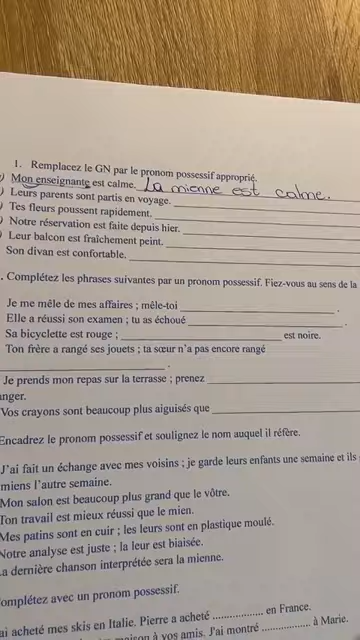 1. Remplacez le GN par le pronom possessif approprié.
) Mon enseignante est calme. La mienne est calme.
) Leurs parents sont partis en voyage.
) Tes fleurs poussent rapidement.
) Notre réservation est faite depuis hier.
) Leur balcon est fraîchement peint.
Son divan est confortable.
. Complétez les phrases suivantes par un pronom possessif. Fiez-vous au sens de la
Je me mêle de mes affaires ; mêle-toi .
Elle a réussi son examen ; tu as échoué .
Sa bicyclette est rouge ; est noire.
Ton frère a rangé ses jouets ; ta sœur n'a pas encore rangé
.
Je prends mon repas sur la terrasse ; prenez
anger.
Vos crayons sont beaucoup plus aiguisés que
Encadrez le pronom possessif et soulignez le nom auquel il réfère.
J'ai fait un échange avec mes voisins ; je garde leurs enfants une semaine et ils
miens l'autre semaine.
Mon salon est beaucoup plus grand que le vôtre.
Ton travail est mieux réussi que le mien.
Mes patins sont en cuir ; les leurs sont en plastique moulé.
Notre analyse est juste ; la leur est biaisée.
La dernière chanson interprétée sera la mienne.
omplétez avec un pronom possessif.
ai acheté mes skis en Italie. Pierre a acheté .................. en France.
maison à vos amis. J'ai montré .................. à Marie.